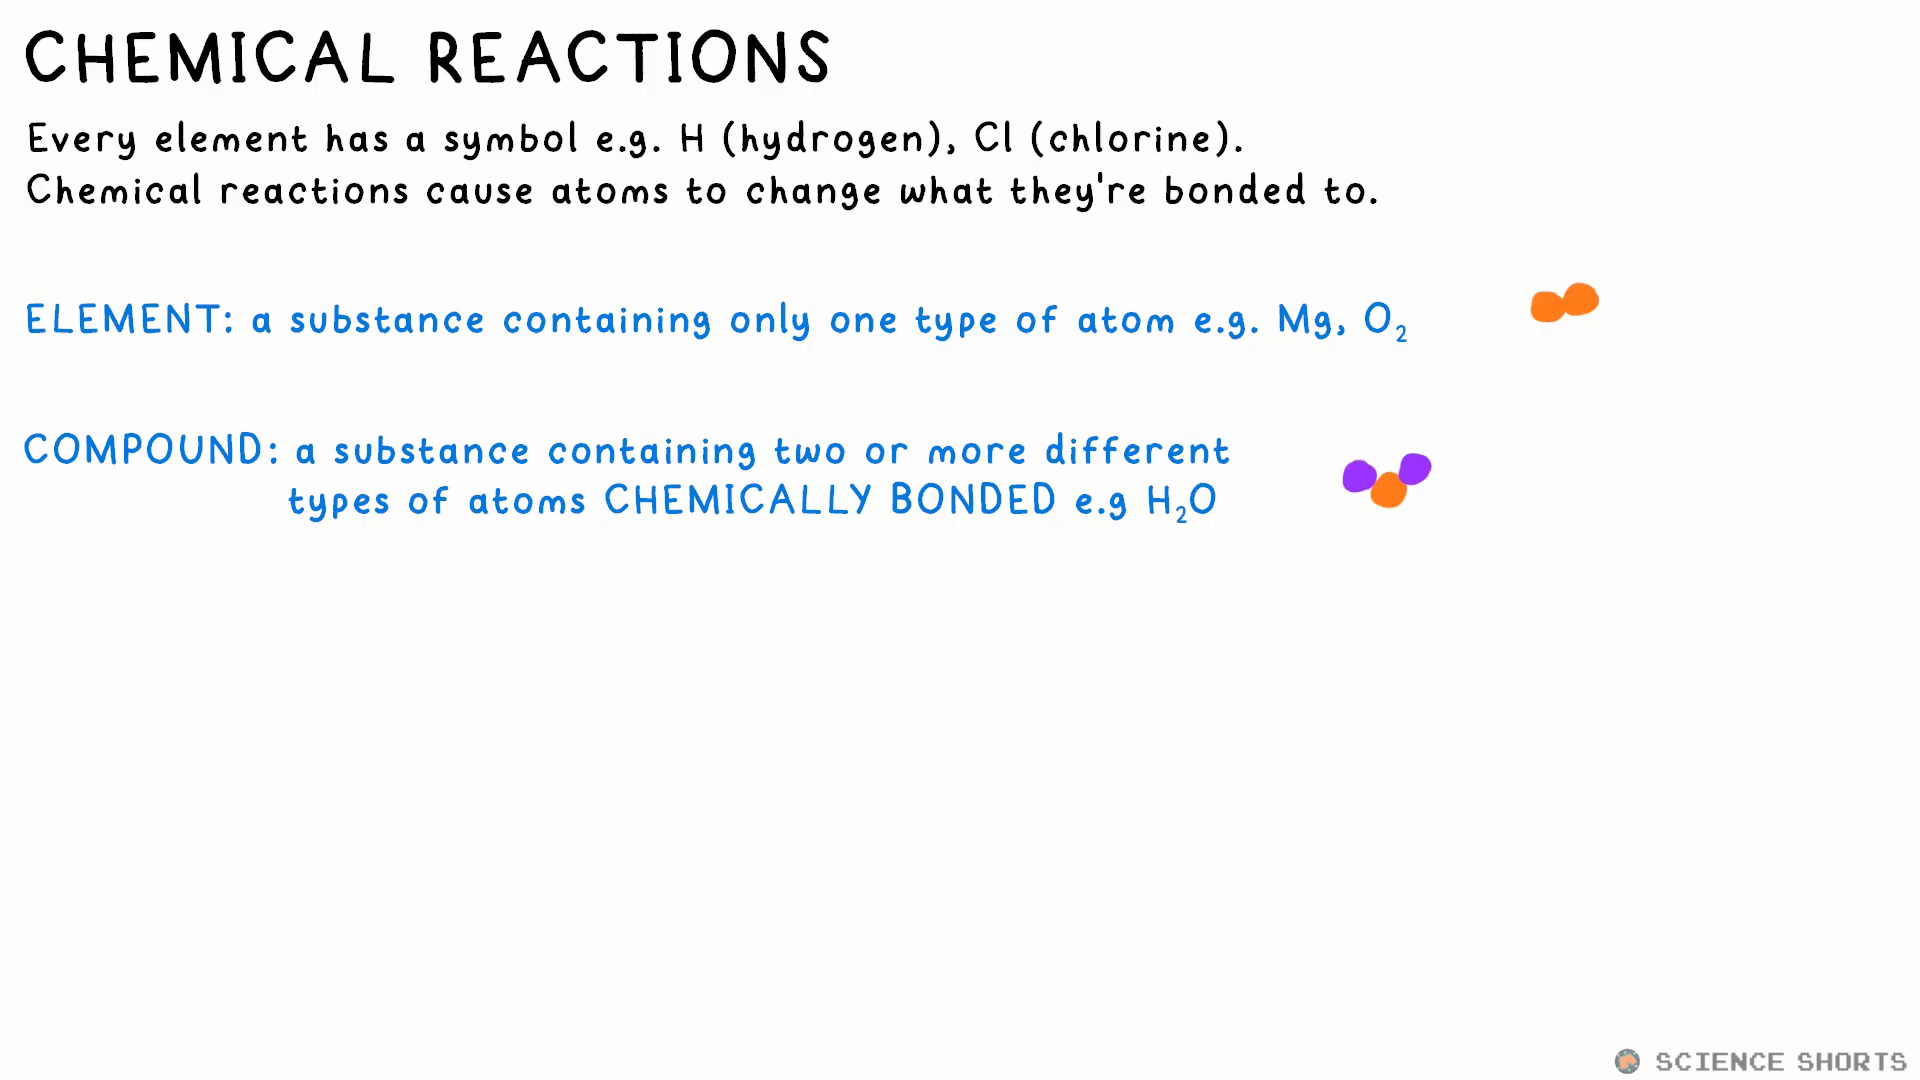 CHEMICAL REACTIONS
Every element has a symbol e.g. H (hydrogen), Cl (chlorine).
Chemical reactions cause atoms to change what they're bonded to.
ELEMENT: a substance containing only one type of atom e.g. Mg, O₂
COMPOUND: a substance containing two or more different
types of atoms CHEMICALLY BONDED e.g H₂O
SCIENCE SHORTS